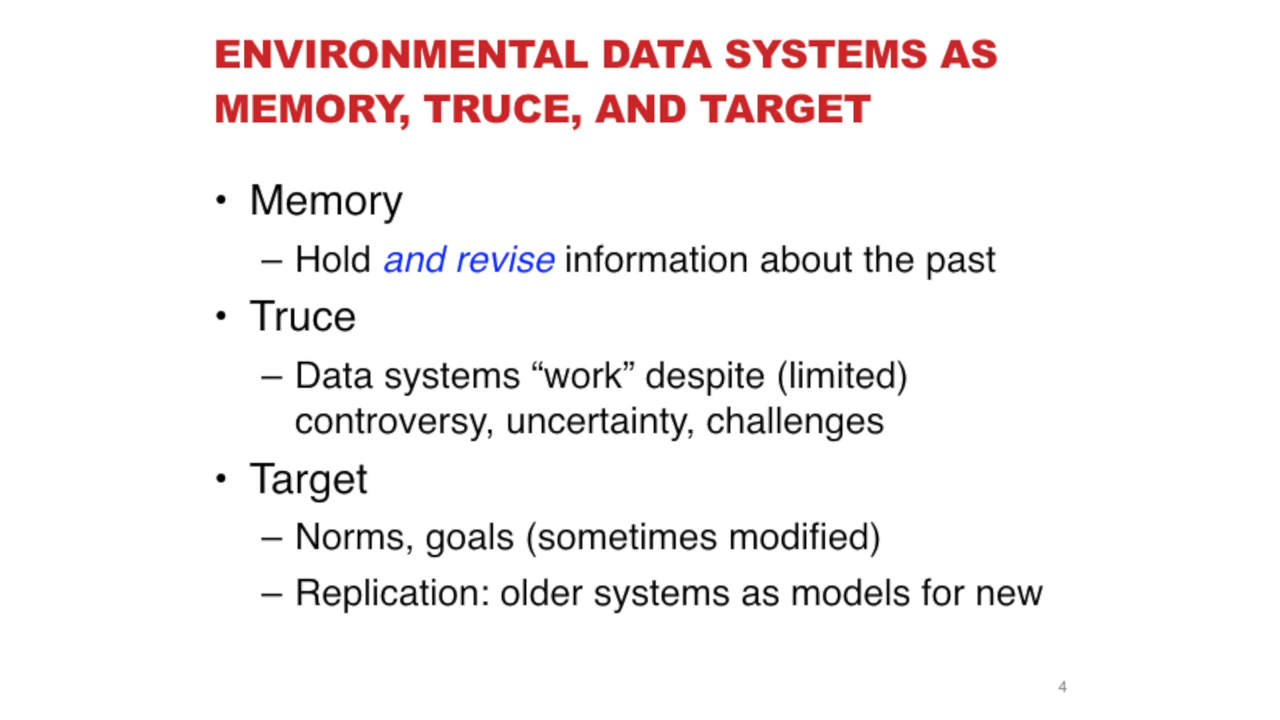 ENVIRONMENTAL DATA SYSTEMS AS
MEMORY, TRUCE, AND TARGET
• Memory
– Hold and revise information about the past
• Truce
– Data systems “work” despite (limited)
controversy, uncertainty, challenges
• Target
– Norms, goals (sometimes modified)
– Replication: older systems as models for new
4